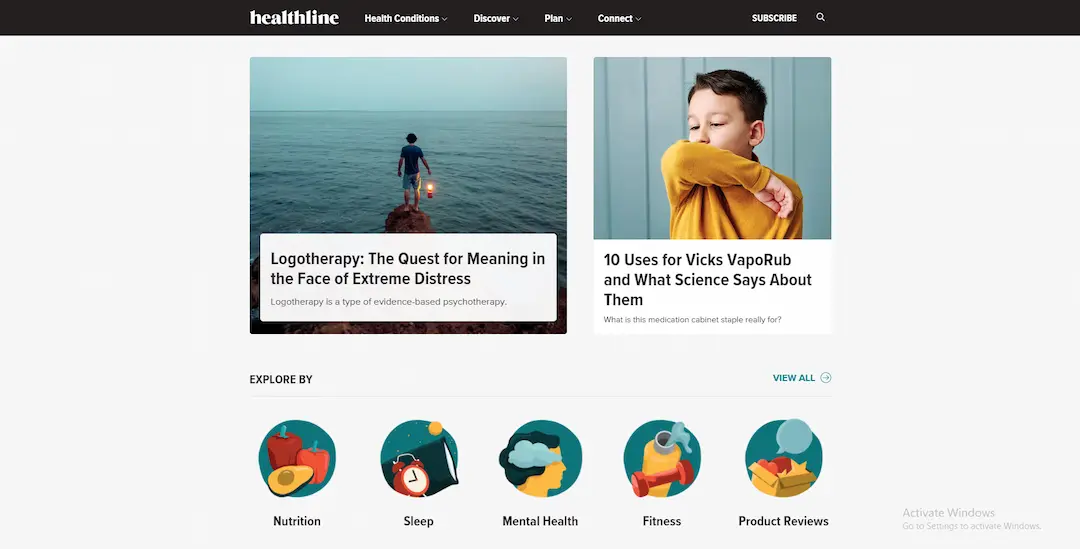 healthline Health Conditions Discover Plan Connect SUBSCRIBE
Logotherapy: The Quest for Meaning in
the Face of Extreme Distress
Logotherapy is a type of evidence-based psychotherapy.
10 Uses for Vicks VapoRub
and What Science Says About
Them
What is this medication cabinet staple really for?
EXPLORE BY
VIEW ALL
Nutrition
Sleep
Mental Health
Fitness
Product Reviews
Activate Windows
Go to Settings to activate Windows.